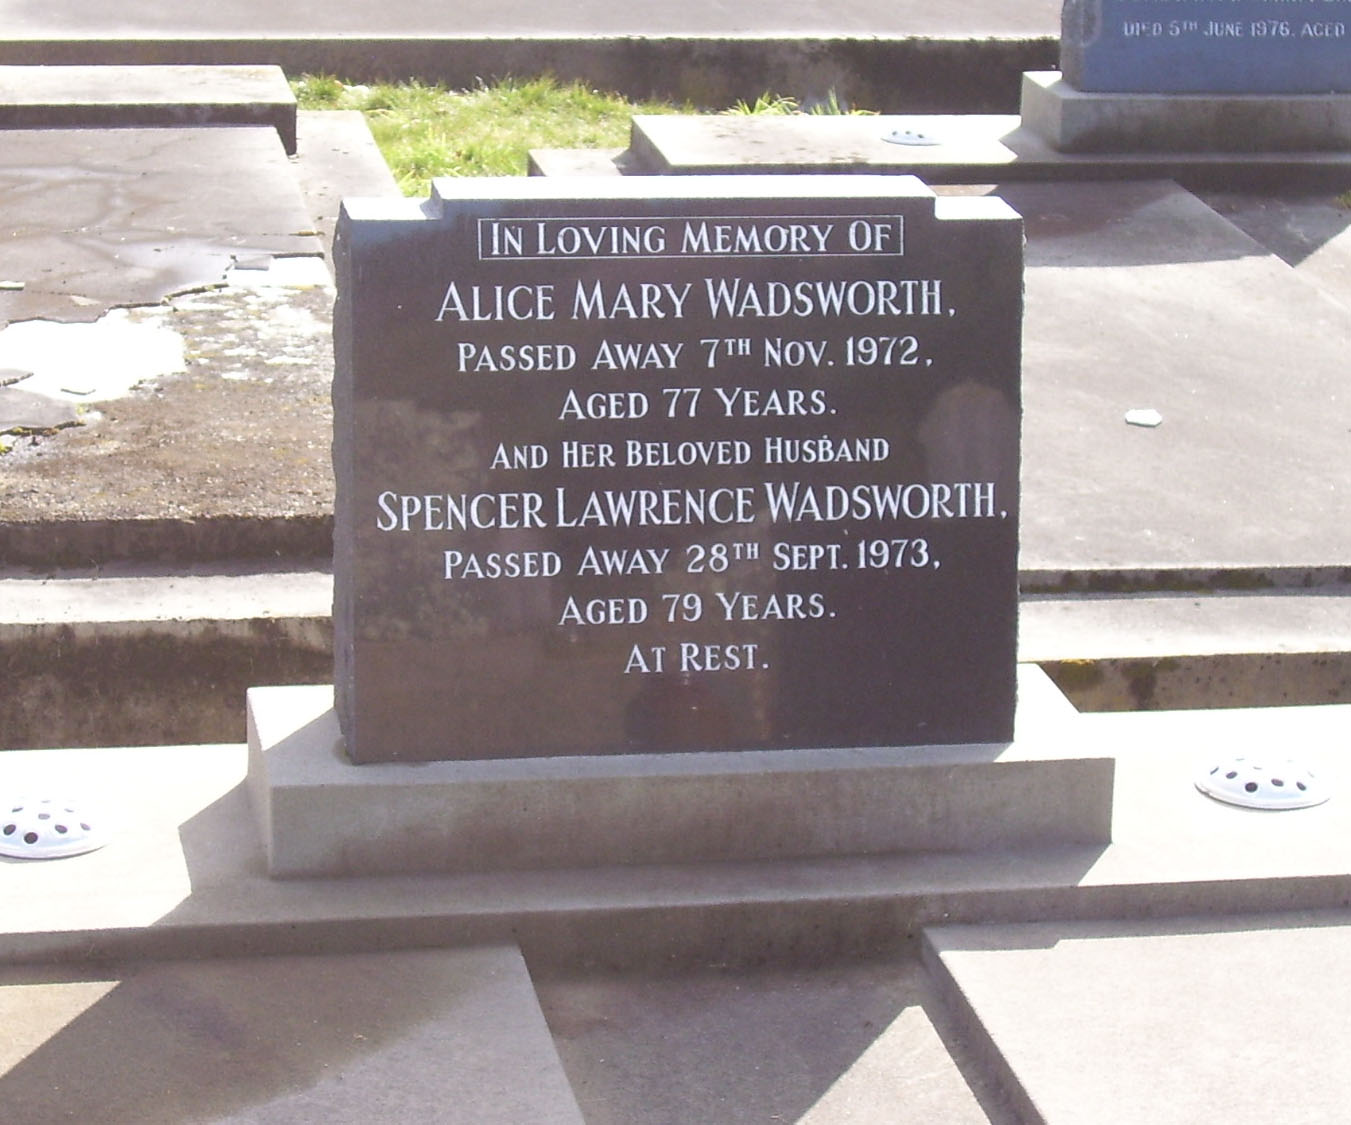 DIED 5TH JUNE 1976. AGED
IN LOVING MEMORY OF
ALICE MARY WADSWORTH,
PASSED AWAY 7TH NOV. 1972,
AGED 77 YEARS.
AND HER BELOVED HUSBAND
SPENCER LAWRENCE WADSWORTH,
PASSED AWAY 28TH SEPT. 1973,
AGED 79 YEARS.
AT REST.